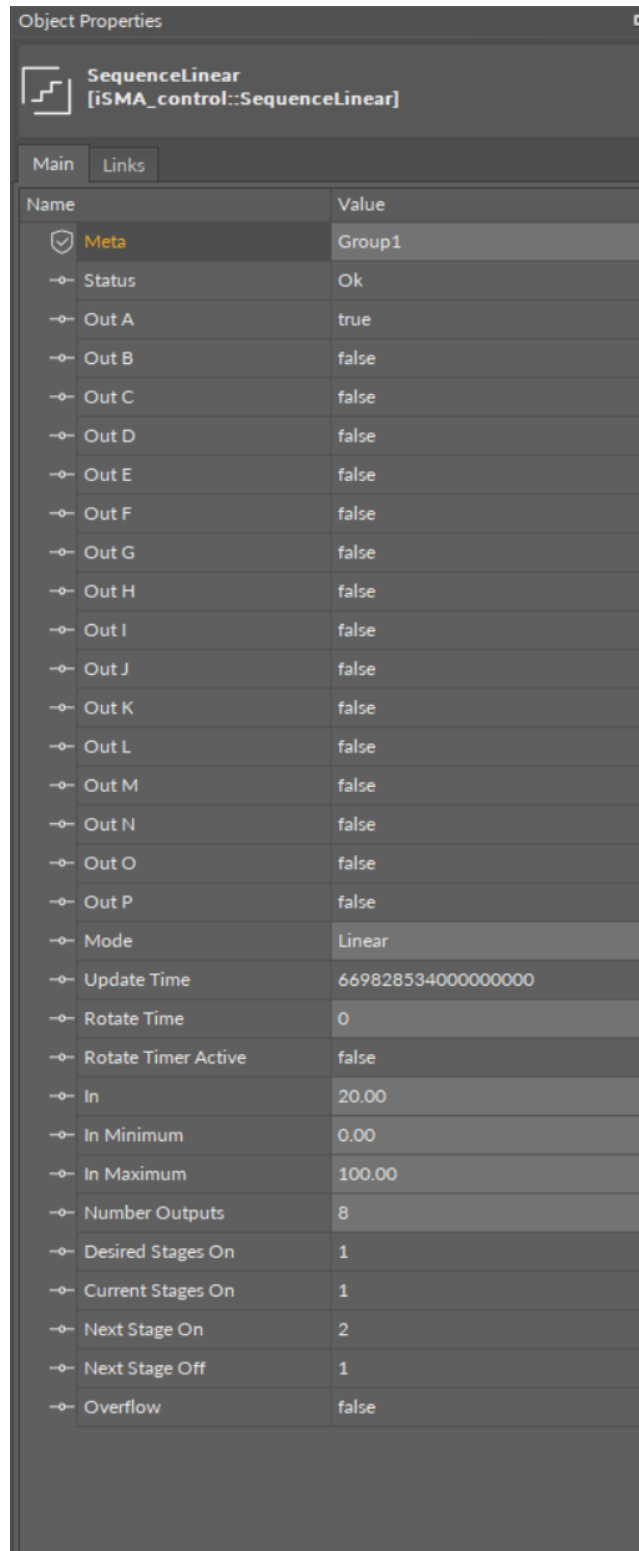 Object Properties
SequenceLinear
[iSMA_control::SequenceLinear]
Main Links
Name Value
Meta Group1
Status Ok
Out A true
Out B false
Out C false
Out D false
Out E false
Out F false
Out G false
Out H false
Out I false
Out J false
Out K false
Out L false
Out M false
Out N false
Out O false
Out P false
Mode Linear
Update Time 669828534000000000
Rotate Time 0
Rotate Timer Active false
In 20.00
In Minimum 0.00
In Maximum 100.00
Number Outputs 8
Desired Stages On 1
Current Stages On 1
Next Stage On 2
Next Stage Off 1
Overflow false